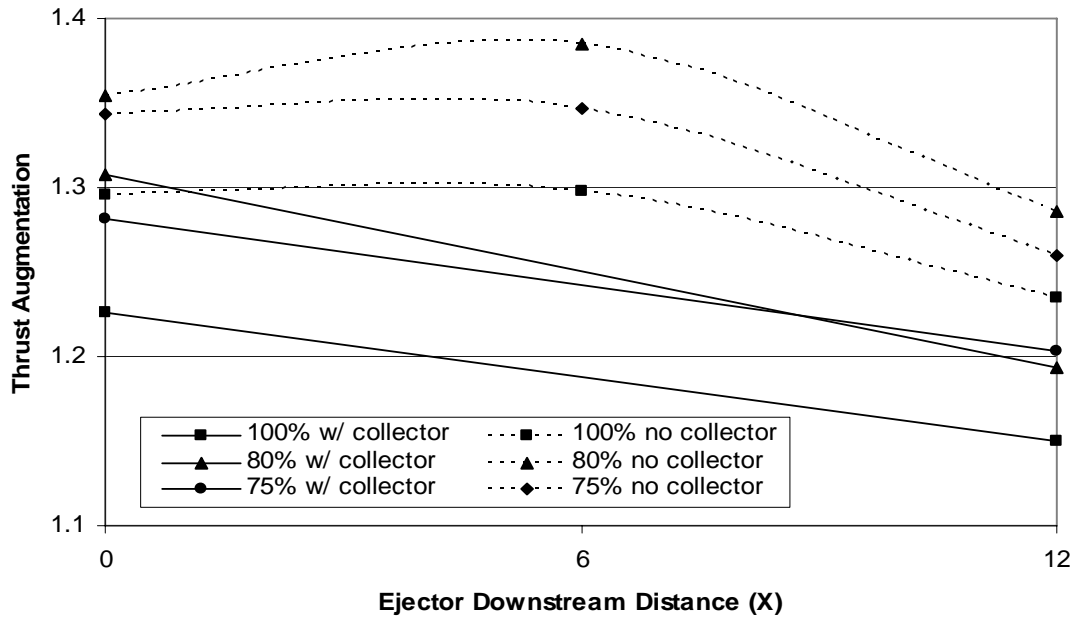 1.4
1.3
1.2
1.1
Thrust Augmentation
100% w/ collector
100% no collector
80% w/ collector
80% no collector
75% w/ collector
75% no collector
0
6
12
Ejector Downstream Distance (X)